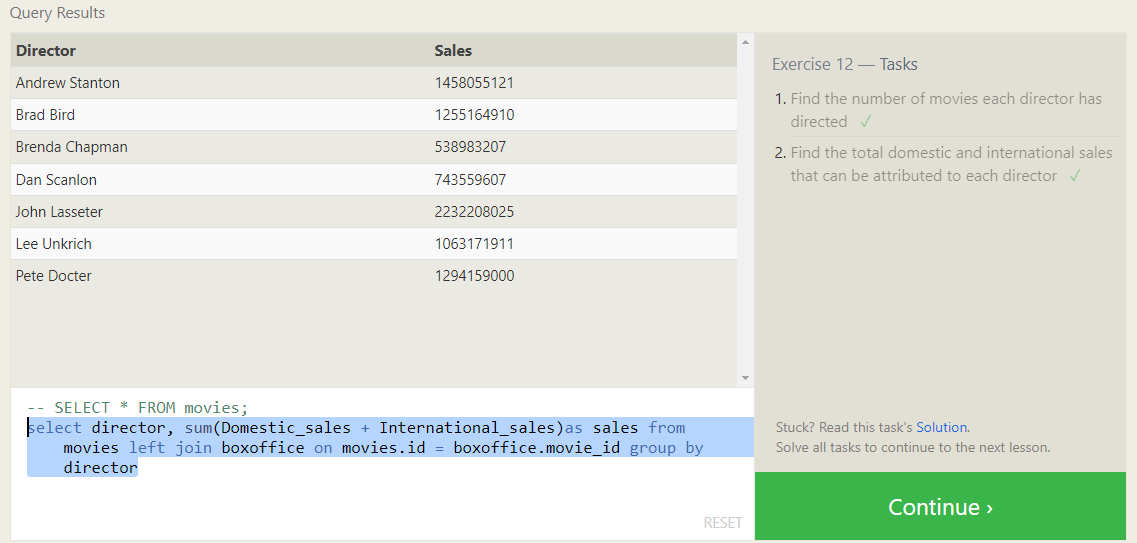 Query Results
Director Sales
Andrew Stanton 1458055121
Brad Bird 1255164910
Brenda Chapman 538983207
Dan Scanlon 743559607
John Lasseter 2232208025
Lee Unkrich 1063171911
Pete Docter 1294159000
-- SELECT * FROM movies;
select director, sum(Domestic_sales + International_sales)as sales from
movies left join boxoffice on movies.id = boxoffice.movie_id group by
director
RESET
Exercise 12 — Tasks
1. Find the number of movies each director has
directed ✓
2. Find the total domestic and international sales
that can be attributed to each director ✓
Stuck? Read this task's Solution.
Solve all tasks to continue to the next lesson.
Continue ›